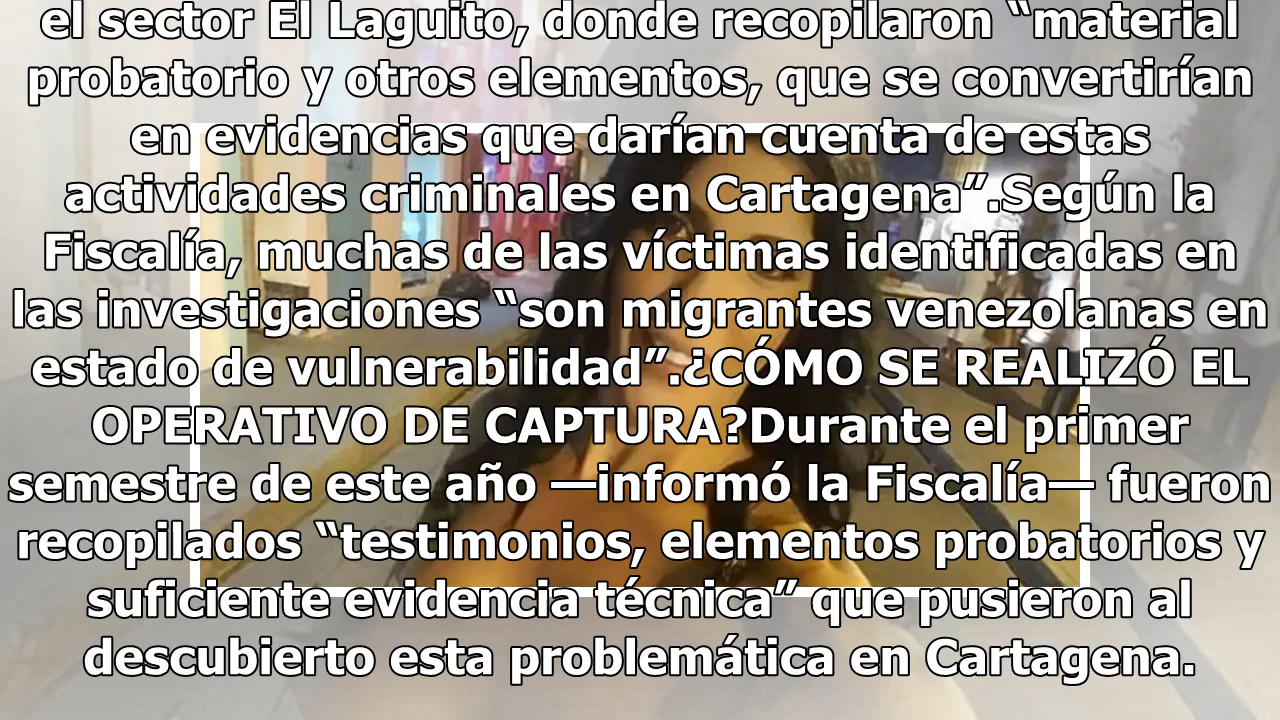 el sector El Laguito, donde recopilaron “material
probatorio y otros elementos, que se convertirían
en evidencias que darían cuenta de estas
actividades criminales en Cartagena”.Según la
Fiscalía, muchas de las víctimas identificadas en
las investigaciones “son migrantes venezolanas en
estado de vulnerabilidad”.¿CÓMO SE REALIZÓ EL
OPERATIVO DE CAPTURA?Durante el primer
semestre de este año —informó la Fiscalía— fueron
recopilados “testimonios, elementos probatorios y
suficiente evidencia técnica” que pusieron al
descubierto esta problemática en Cartagena.